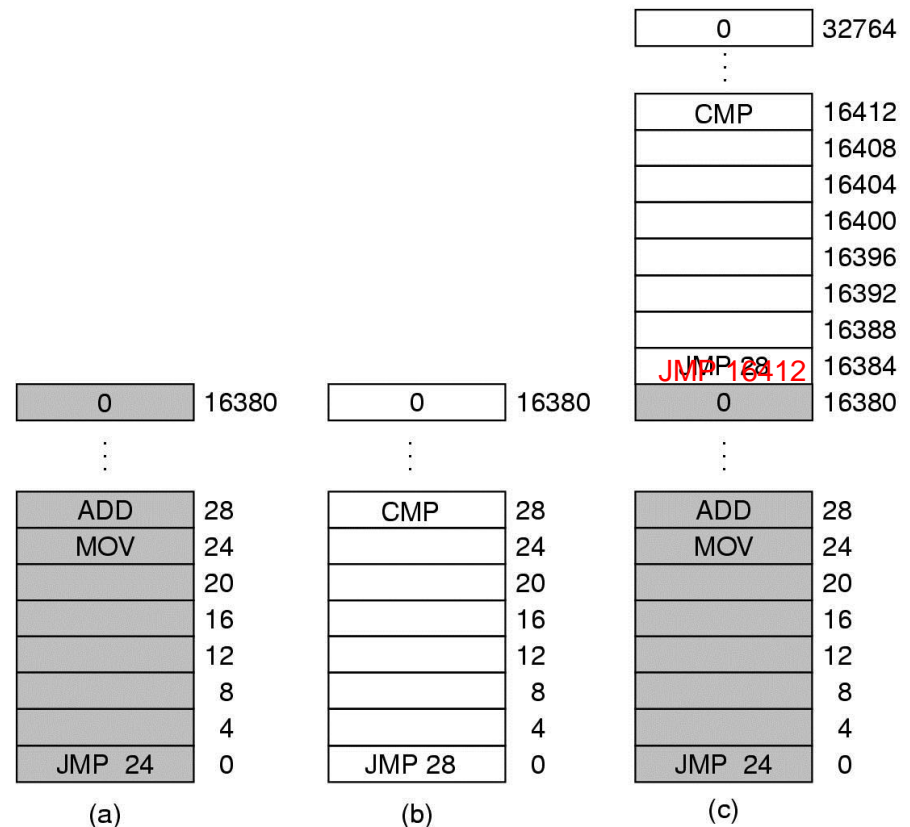 0 32764
CMP 16412
16408
16404
16400
16396
16392
16388
JMP 28 16384
JMP 16412
0 16380 0 16380 0 16380
ADD 28 CMP 28 ADD 28
MOV 24 24 MOV 24
20 20 20
16 16 16
12 12 12
8 8 8
4 4 4
JMP 24 0 JMP 28 0 JMP 24 0
(a) (b) (c)